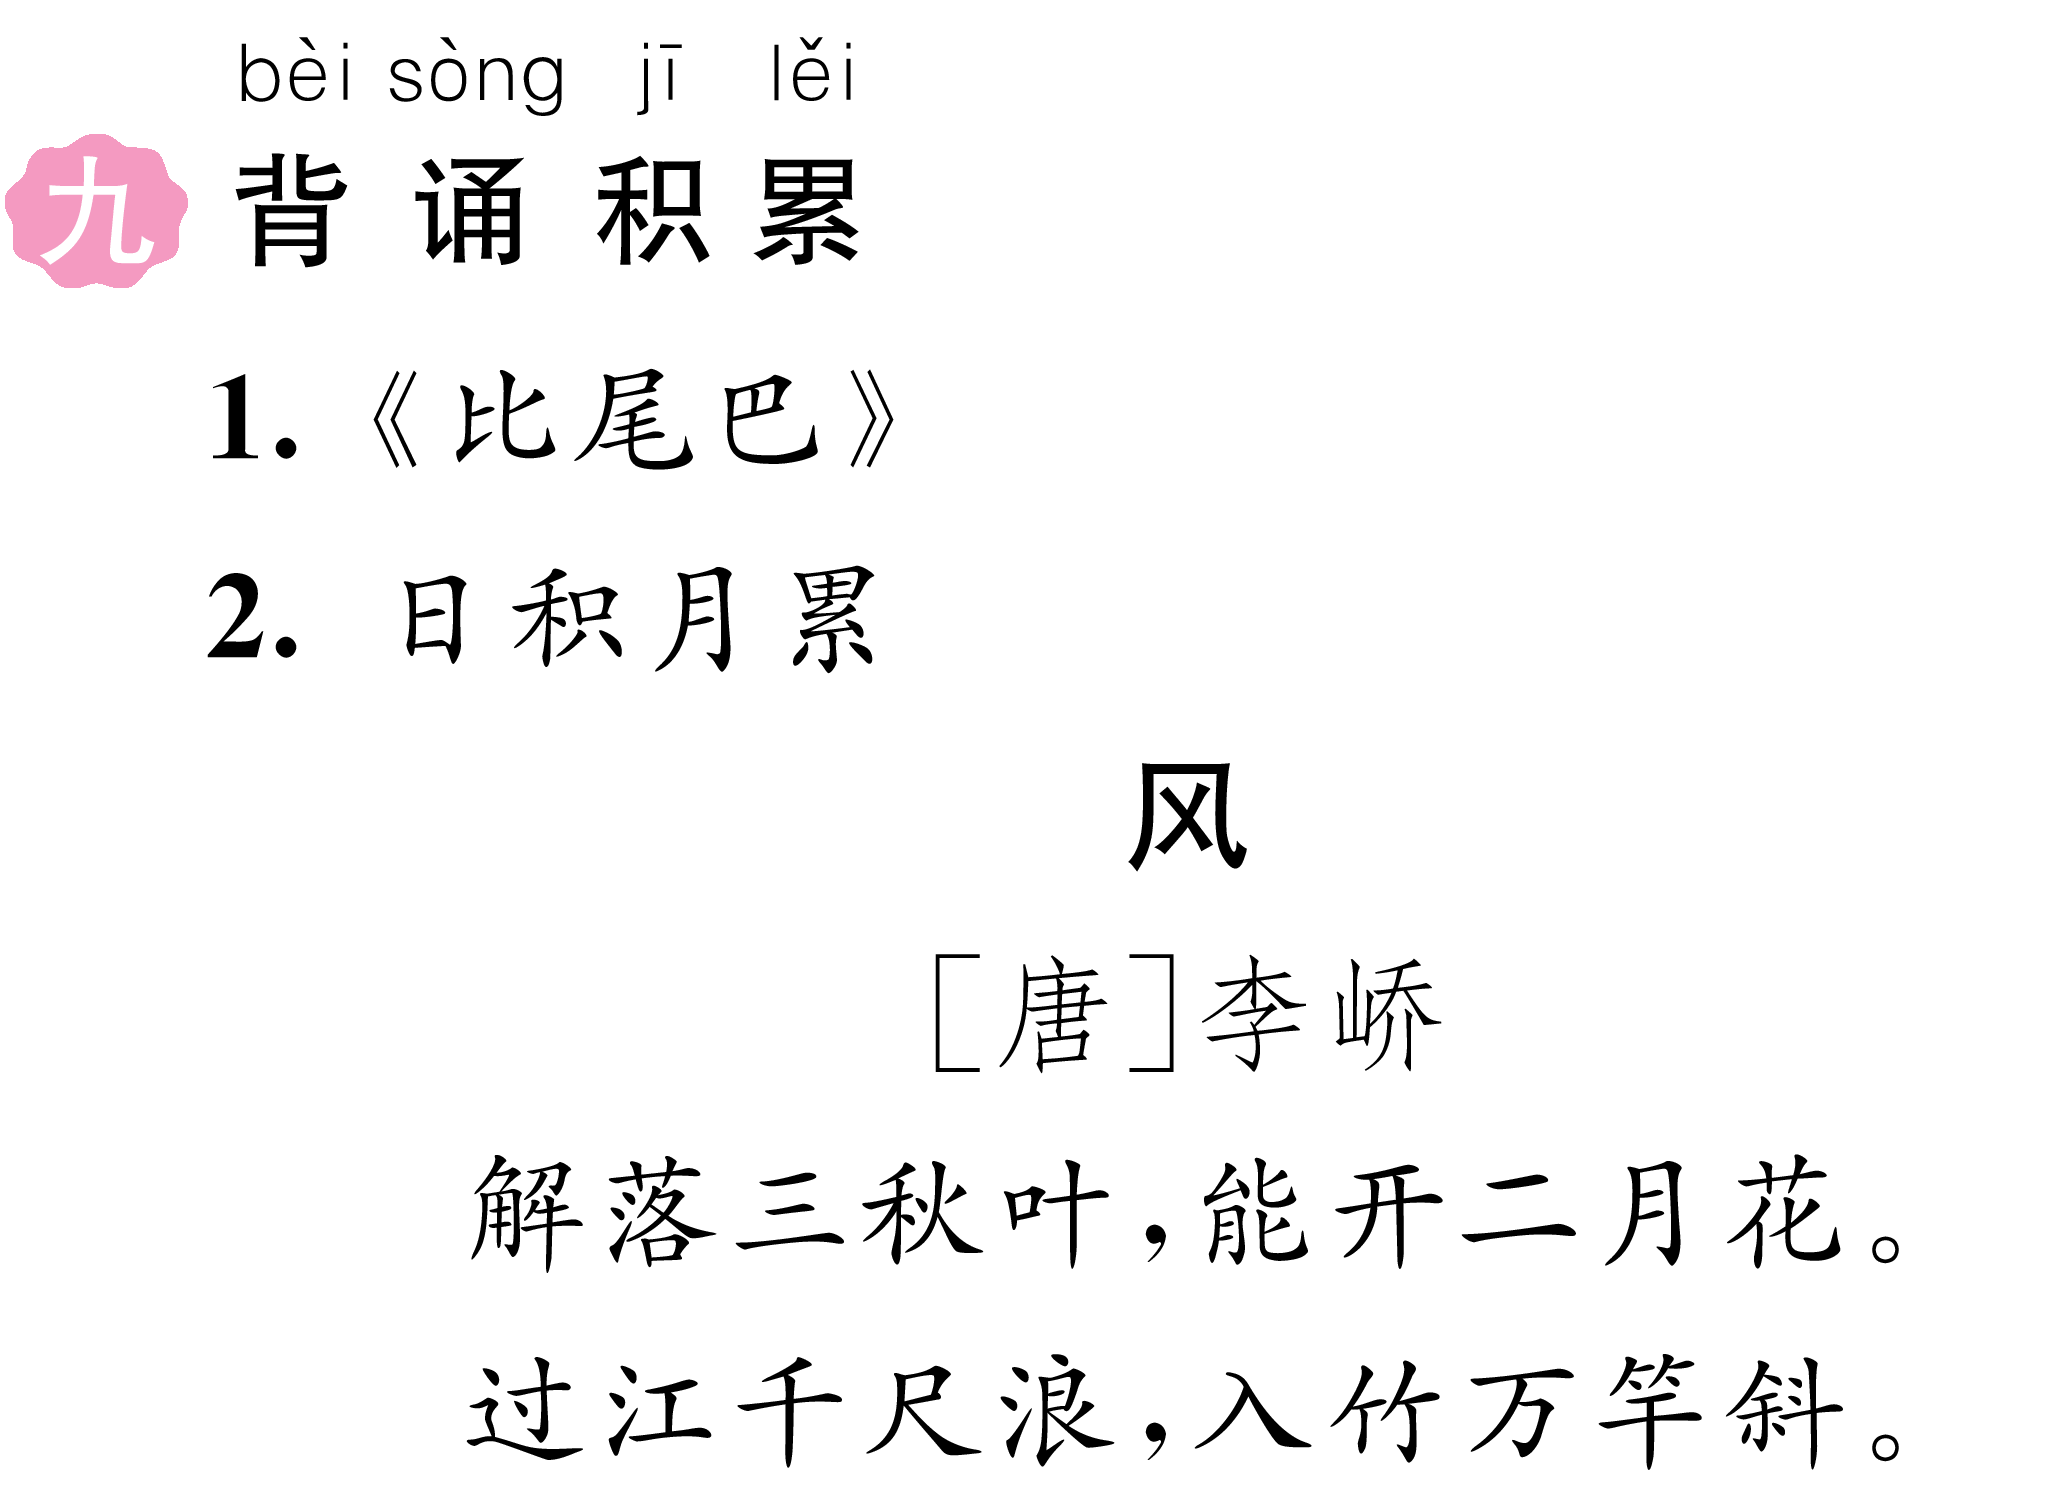 bèi sòng jī lěi
九 背诵积累
1.《比尾巴》
2. 日积月累
风
[唐]李峤
解落三秋叶,能开二月花。
过江千尺浪,入竹万竿斜。